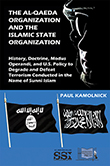 THE AL-QAEDA
ORGANIZATION AND
THE ISLAMIC STATE
ORGANIZATION
History, Doctrine, Modus
Operandi, and U.S. Policy to
Degrade and Defeat
Terrorism Conducted in the
Name of Sunni Islam
PAUL KAMOLNICK
SSI